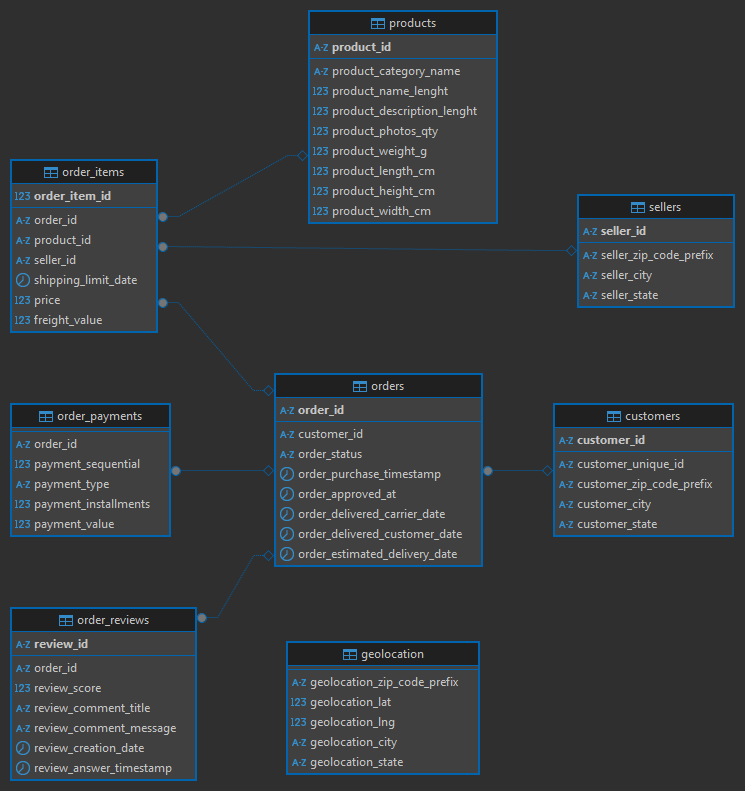 products
A-Z product_id
A-Z product_category_name
123 product_name_lenght
123 product_description_lenght
123 product_photos_qty
123 product_weight_g
123 product_length_cm
123 product_height_cm
123 product_width_cm
order_items
123 order_item_id
A-Z order_id
A-Z product_id
A-Z seller_id
shipping_limit_date
123 price
123 freight_value
sellers
A-Z seller_id
A-Z seller_zip_code_prefix
A-Z seller_city
A-Z seller_state
orders
A-Z order_id
A-Z customer_id
A-Z order_status
order_purchase_timestamp
order_approved_at
order_delivered_carrier_date
order_delivered_customer_date
order_estimated_delivery_date
order_payments
A-Z order_id
123 payment_sequential
A-Z payment_type
123 payment_installments
123 payment_value
customers
A-Z customer_id
A-Z customer_unique_id
A-Z customer_zip_code_prefix
A-Z customer_city
A-Z customer_state
order_reviews
A-Z review_id
A-Z order_id
123 review_score
A-Z review_comment_title
A-Z review_comment_message
review_creation_date
review_answer_timestamp
geolocation
A-Z geolocation_zip_code_prefix
123 geolocation_lat
123 geolocation_lng
A-Z geolocation_city
A-Z geolocation_state